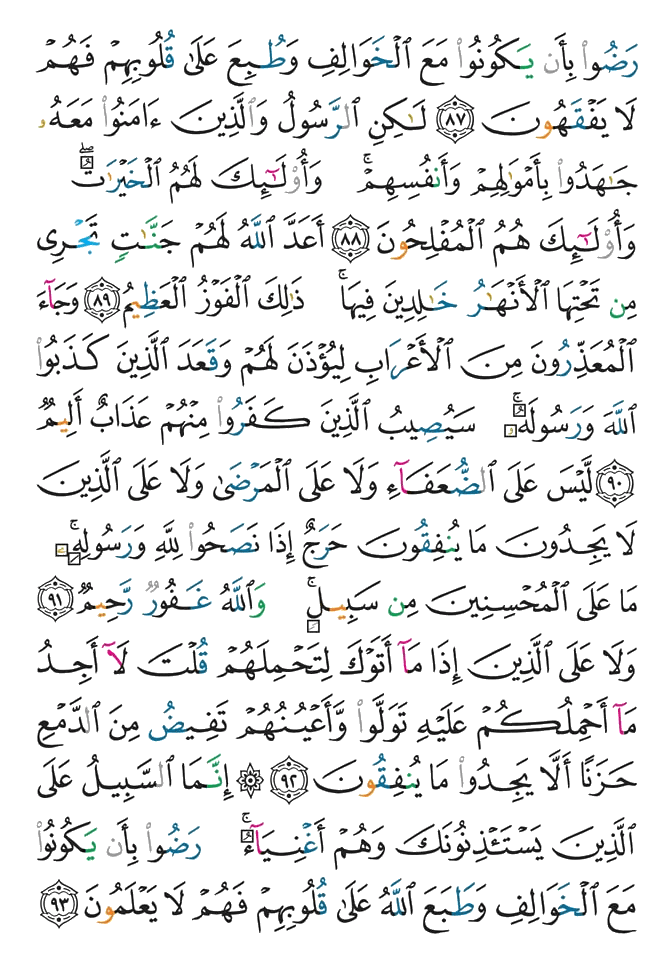 رَضُوا۟ بِأَن يَكُونُوا۟ مَعَ ٱلْخَوَالِفِ وَطُبِعَ عَلَىٰ قُلُوبِهِمْ فَهُمْ
لَا يَفْقَهُونَ ٨٧ لَـٰكِنِ ٱلرَّسُولُ وَٱلَّذِينَ ءَامَنُوا۟ مَعَهُۥ
جَـٰهَدُوا۟ بِأَمْوَٰلِهِمْ وَأَنفُسِهِمْ ۚ وَأُو۟لَـٰٓئِكَ لَهُمُ ٱلْخَيْرَٰتُ ۖ
وَأُو۟لَـٰٓئِكَ هُمُ ٱلْمُفْلِحُونَ ٨٨ أَعَدَّ ٱللَّهُ لَهُمْ جَنَّـٰتٍ تَجْرِى
مِن تَحْتِهَا ٱلْأَنْهَـٰرُ خَـٰلِدِينَ فِيهَا ۚ ذَٰلِكَ ٱلْفَوْزُ ٱلْعَظِيمُ ٨٩ وَجَآءَ
ٱلْمُعَذِّرُونَ مِنَ ٱلْأَعْرَابِ لِيُؤْذَنَ لَهُمْ وَقَعَدَ ٱلَّذِينَ كَذَبُوا۟
ٱللَّهَ وَرَسُولَهُۥ ۚ سَيُصِيبُ ٱلَّذِينَ كَفَرُوا۟ مِنْهُمْ عَذَابٌ أَلِيمٌ
٩٠ لَّيْسَ عَلَى ٱلضُّعَفَآءِ وَلَا عَلَى ٱلْمَرْضَىٰ وَلَا عَلَى ٱلَّذِينَ
لَا يَجِدُونَ مَا يُنفِقُونَ حَرَجٌ إِذَا نَصَحُوا۟ لِلَّهِ وَرَسُولِهِۦ ۚ
مَا عَلَى ٱلْمُحْسِنِينَ مِن سَبِيلٍ ۚ وَٱللَّهُ غَفُورٌ رَّحِيمٌ ٩١
وَلَا عَلَى ٱلَّذِينَ إِذَا مَآ أَتَوْكَ لِتَحْمِلَهُمْ قُلْتَ لَآ أَجِدُ
مَآ أَحْمِلُكُمْ عَلَيْهِ تَوَلَّوا۟ وَّأَعْيُنُهُمْ تَفِيضُ مِنَ ٱلدَّمْعِ
حَزَنًا أَلَّا يَجِدُوا۟ مَا يُنفِقُونَ ٩٢ ۞ إِنَّمَا ٱلسَّبِيلُ عَلَى
ٱلَّذِينَ يَسْتَـْٔذِنُونَكَ وَهُمْ أَغْنِيَآءُ ۚ رَضُوا۟ بِأَن يَكُونُوا۟
مَعَ ٱلْخَوَالِفِ وَطَبَعَ ٱللَّهُ عَلَىٰ قُلُوبِهِمْ فَهُمْ لَا يَعْلَمُونَ ٩٣